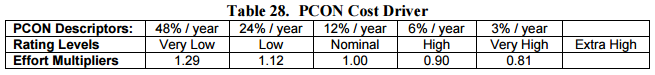 Table 28. PCON Cost Driver
PCON Descriptors: 48% / year 24% / year 12% / year 6% / year 3% / year
Rating Levels Very Low Low Nominal High Very High Extra High
Effort Multipliers 1.29 1.12 1.00 0.90 0.81